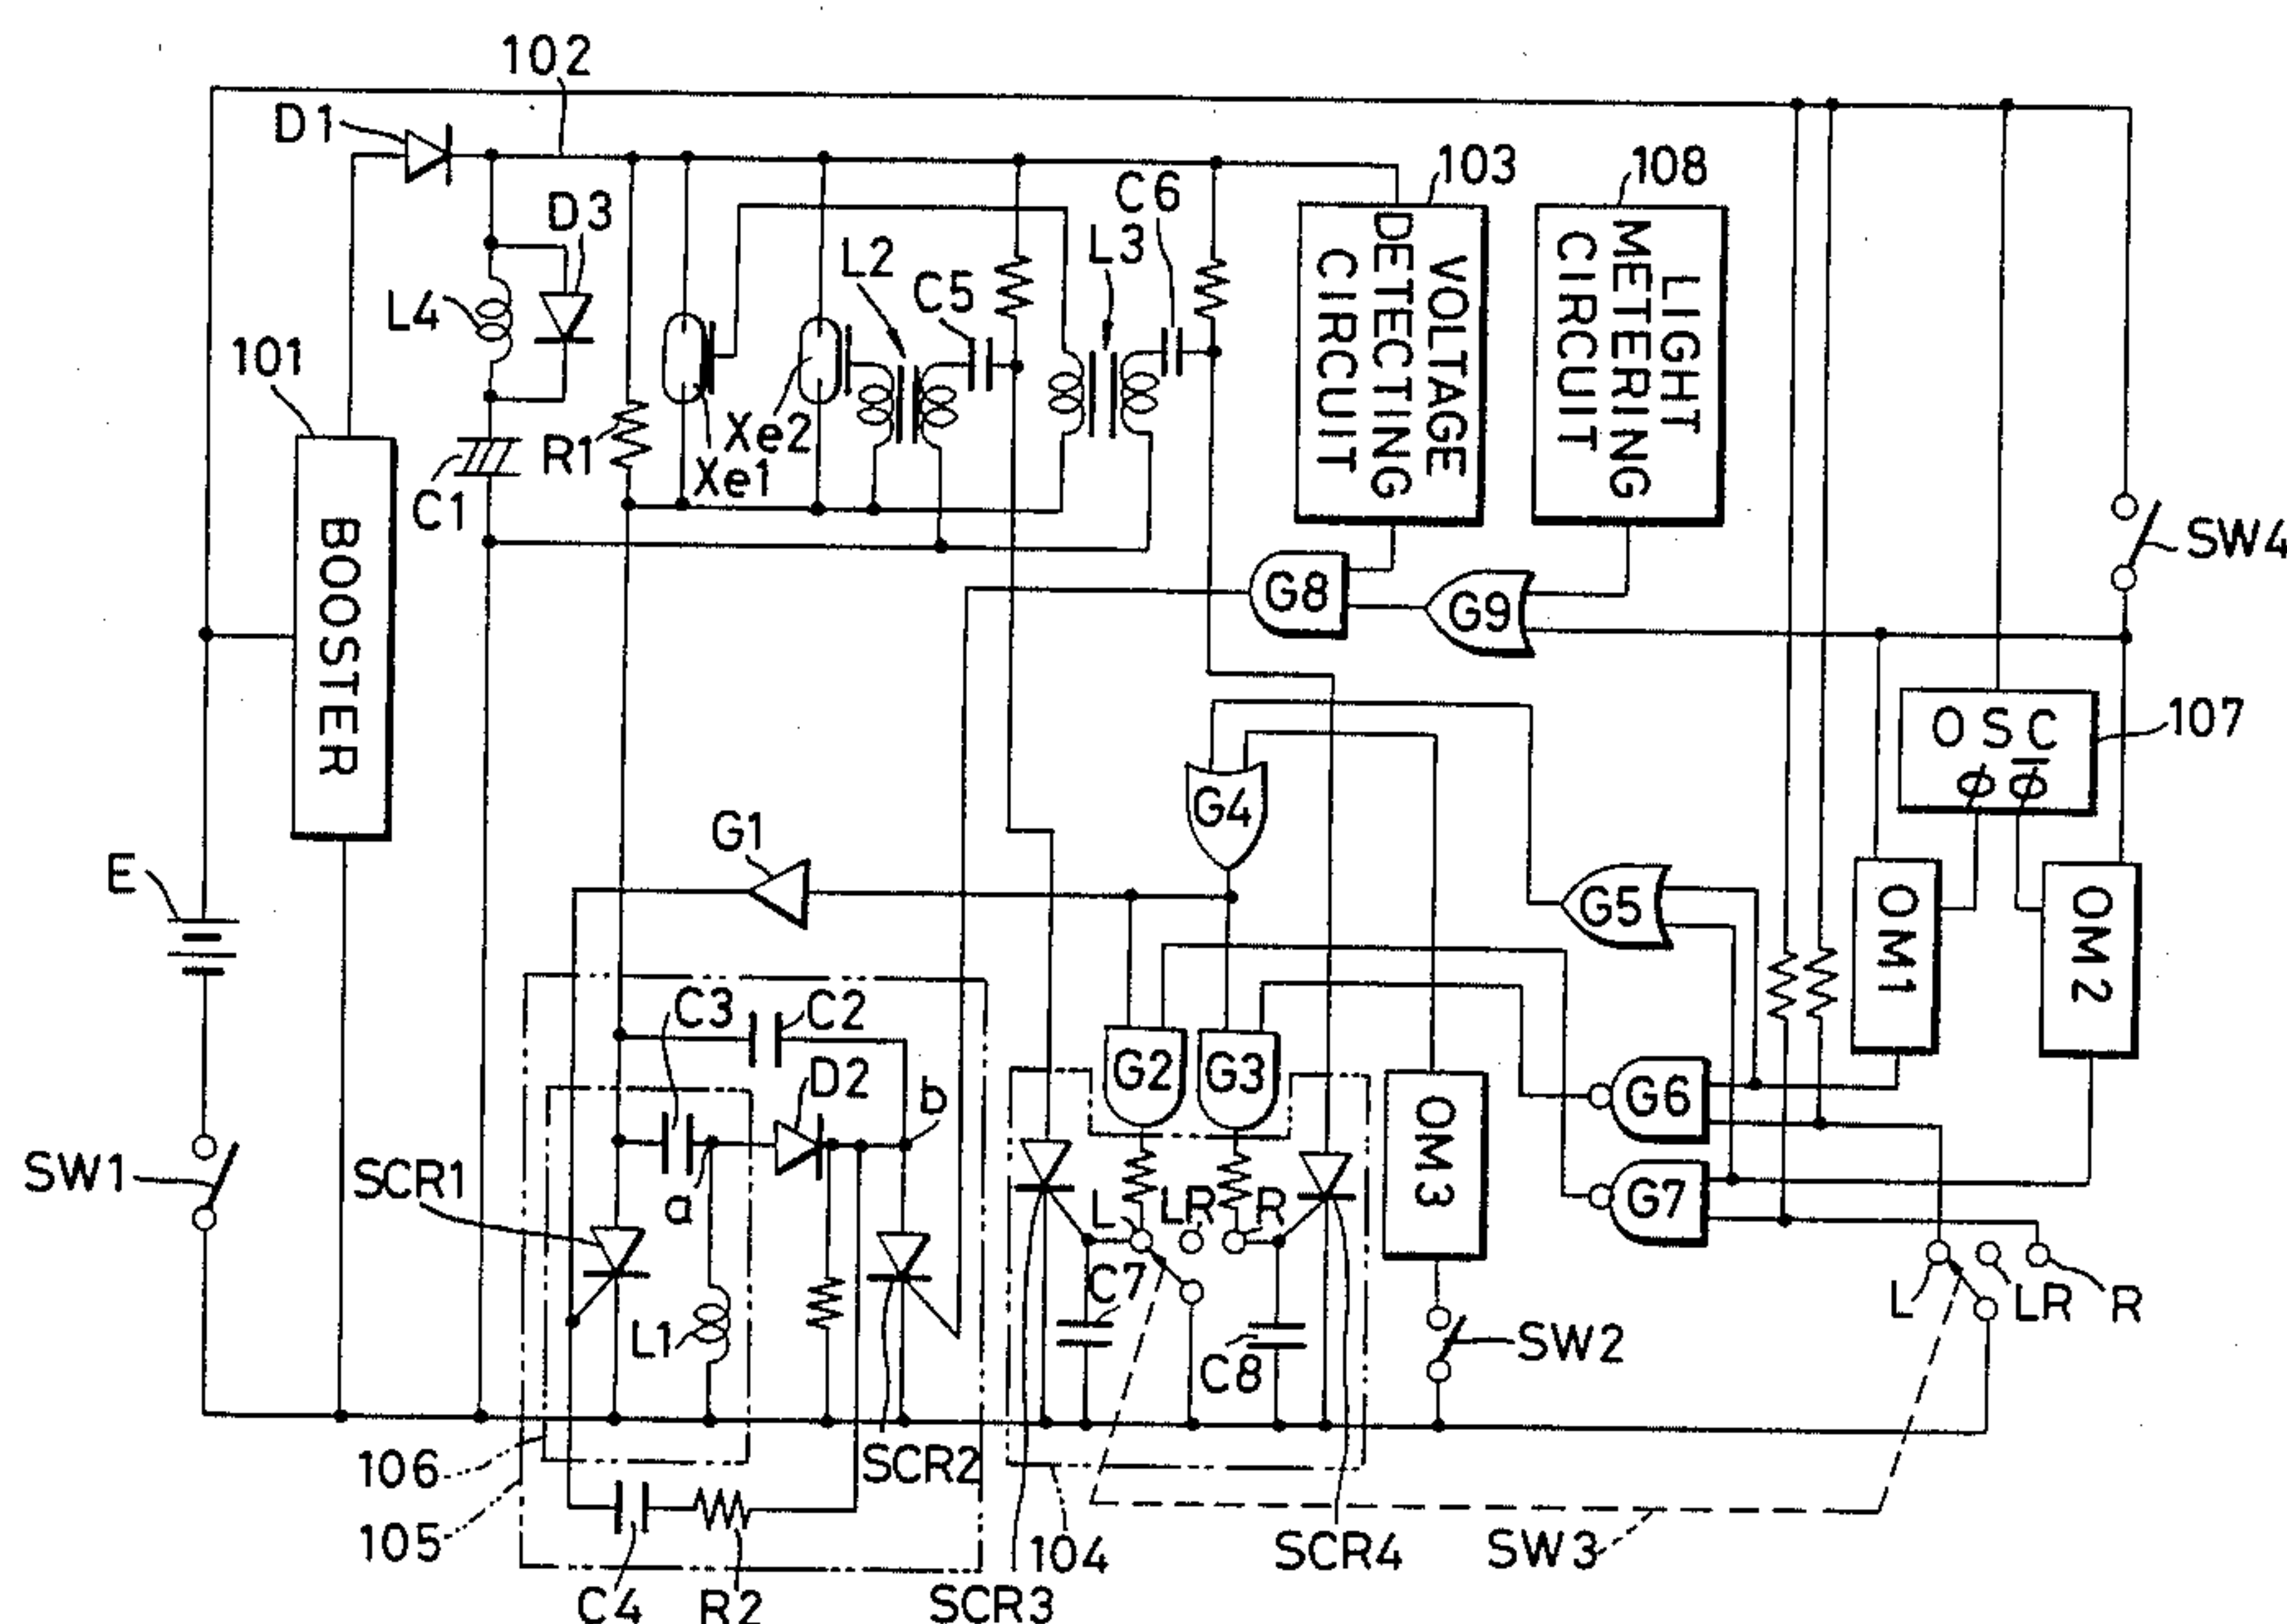 102
D1
103
108
C6
D3
L2
L3
C5
L4
VOLTAGE
DETECTING
CIRCUIT
LIGHT
METERING
CIRCUIT
101
R1
Xe2
Xe1
C1
SW4
BOOSTER
G8
G9
OSC
107
ϕ ϕ̅
G4
G1
E
G5
OM1
OM2
C3
C2
G2
G3
D2
b
G6
OM3
SW1
SCR1
a
L
LR
R
G7
C7
L1
C8
SW2
L
LR
R
106
SCR2
105
104
SCR4
SW3
SCR3
C4
R2